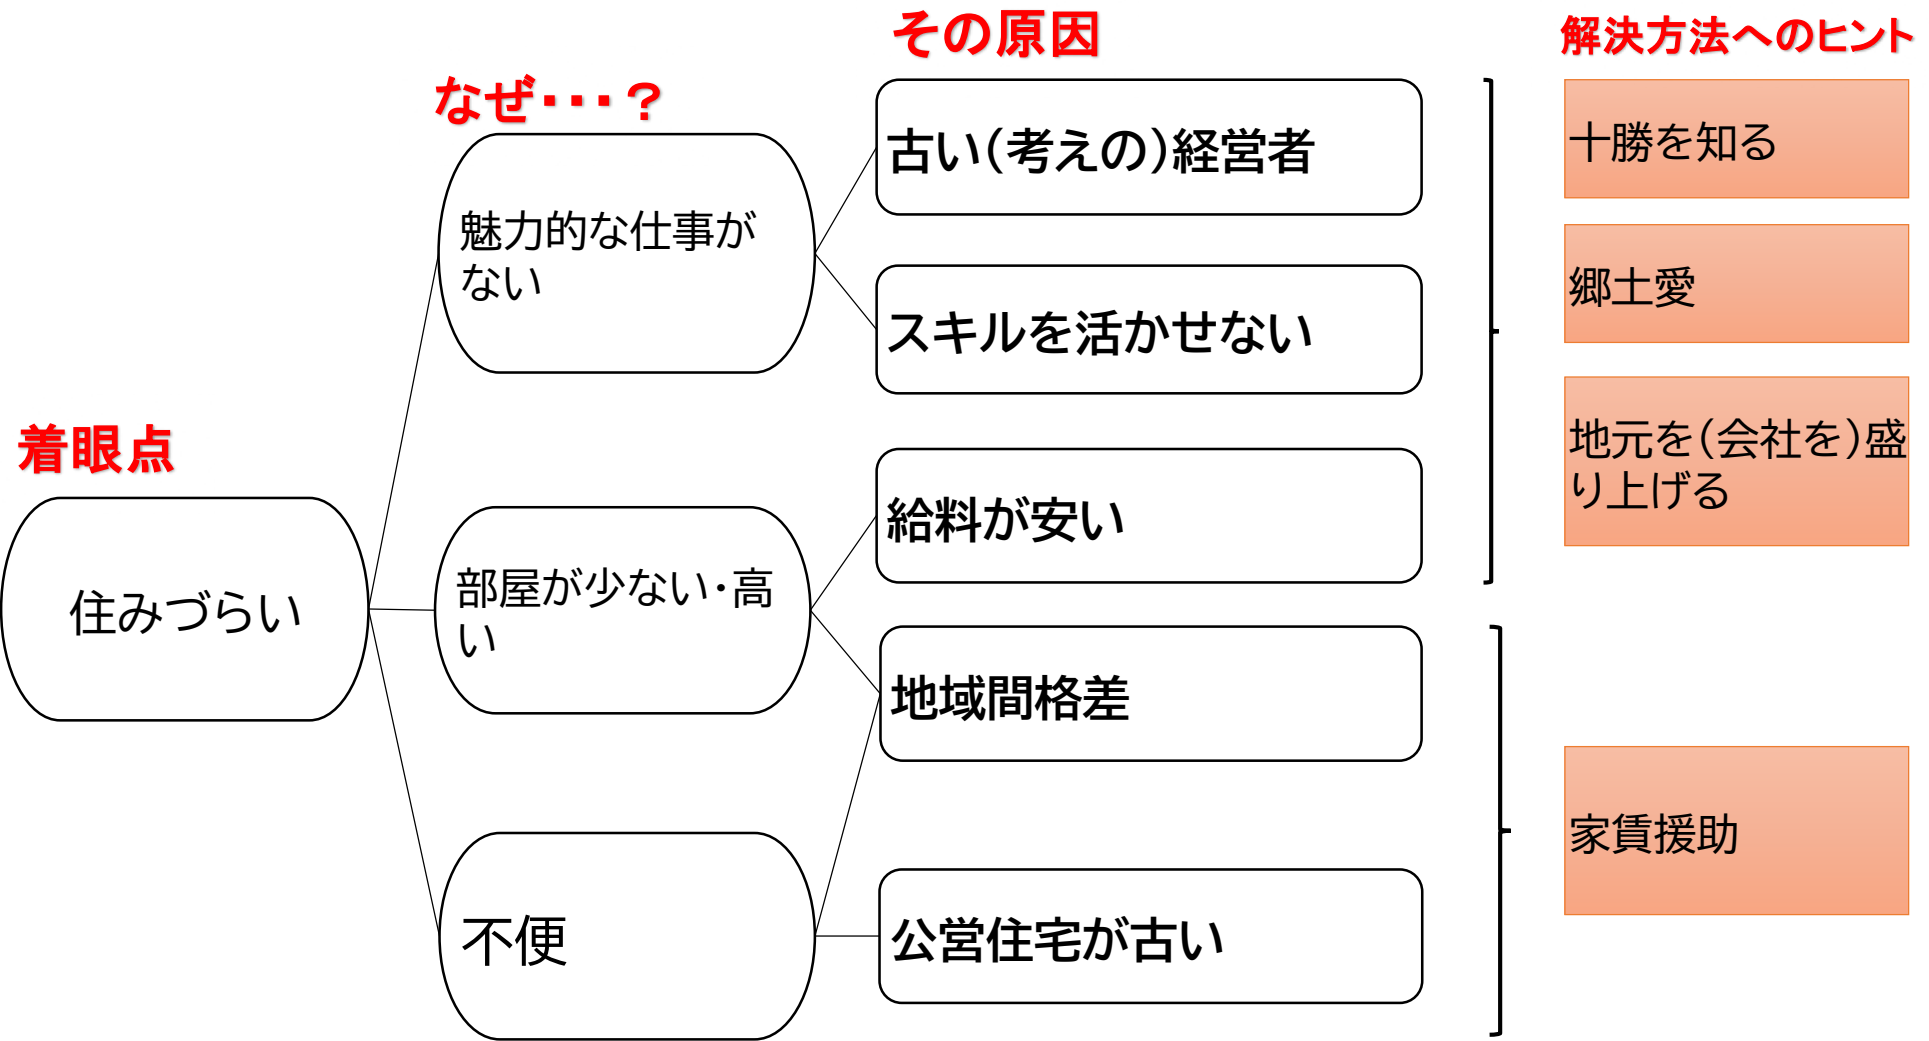 着眼点
住みづらい
なぜ・・・？
魅力的な仕事が
ない
部屋が少ない・高
い
不便
その原因
古い（考えの）経営者
スキルを活かせない
給料が安い
地域間格差
公営住宅が古い
解決方法へのヒント
十勝を知る
郷土愛
地元を（会社を）盛
り上げる
家賃援助